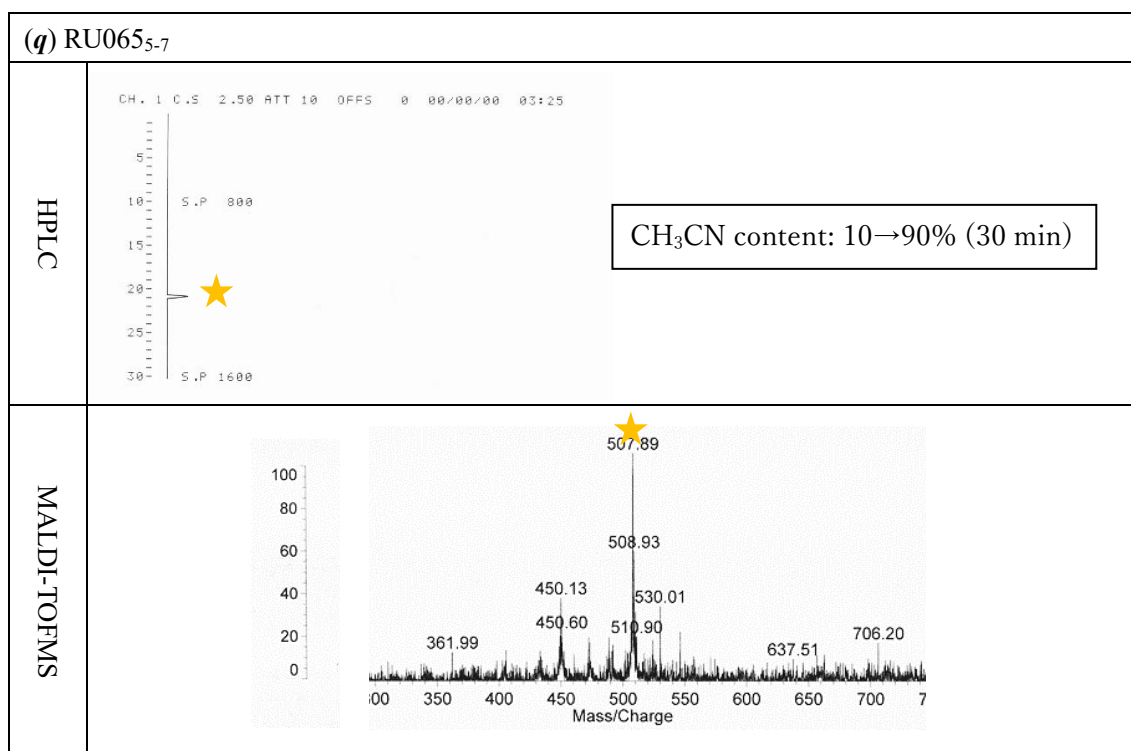 (q) RU065₅₋₇
HPLC
CH. 1 C.S 2.50 ATT 10 OFFS 0 00/00/00 03:25
5-
10- S.P 800
15-
20-
25-
30- S.P 1600
CH₃CN content: 10→90% (30 min)
MALDI-TOFMS
507.89
100
80
60
508.93
40
450.13
530.01
20
450.60
510.90
361.99
637.51
706.20
0
300 350 400 450 500 550 600 650 700 7
Mass/Charge